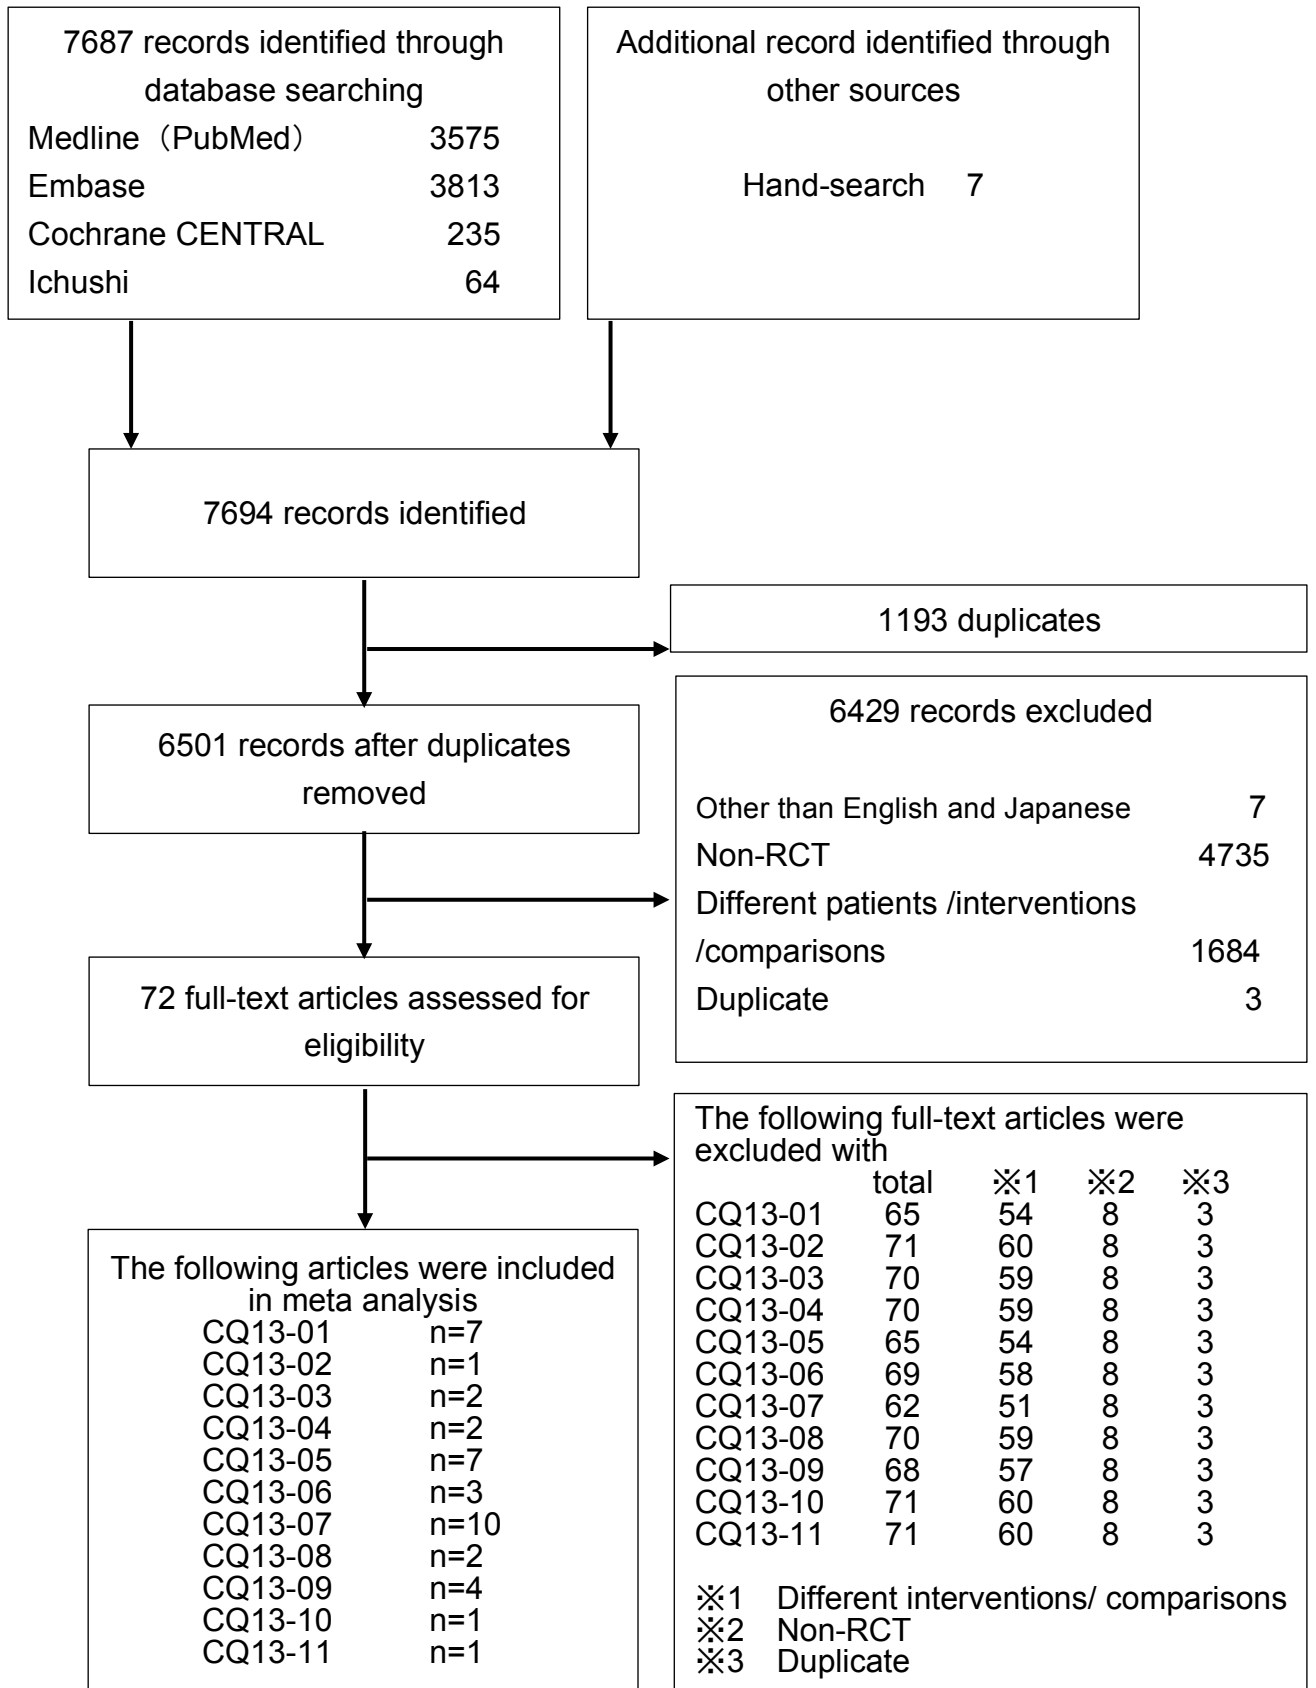 7687 records identified through
database searching
Medline（PubMed） 3575
Embase 3813
Cochrane CENTRAL 235
Ichushi 64
Additional record identified through
other sources
Hand-search 7
7694 records identified
1193 duplicates
6501 records after duplicates
removed
6429 records excluded
Other than English and Japanese 7
Non-RCT 4735
Different patients /interventions
/comparisons 1684
Duplicate 3
72 full-text articles assessed for
eligibility
The following full-text articles were
excluded with
total ※1 ※2 ※3
CQ13-01 65 54 8 3
CQ13-02 71 60 8 3
CQ13-03 70 59 8 3
CQ13-04 70 59 8 3
CQ13-05 65 54 8 3
CQ13-06 69 58 8 3
CQ13-07 62 51 8 3
CQ13-08 70 59 8 3
CQ13-09 68 57 8 3
CQ13-10 71 60 8 3
CQ13-11 71 60 8 3
※1 Different interventions/ comparisons
※2 Non-RCT
※3 Duplicate
The following articles were included
in meta analysis
CQ13-01 n=7
CQ13-02 n=1
CQ13-03 n=2
CQ13-04 n=2
CQ13-05 n=7
CQ13-06 n=3
CQ13-07 n=10
CQ13-08 n=2
CQ13-09 n=4
CQ13-10 n=1
CQ13-11 n=1